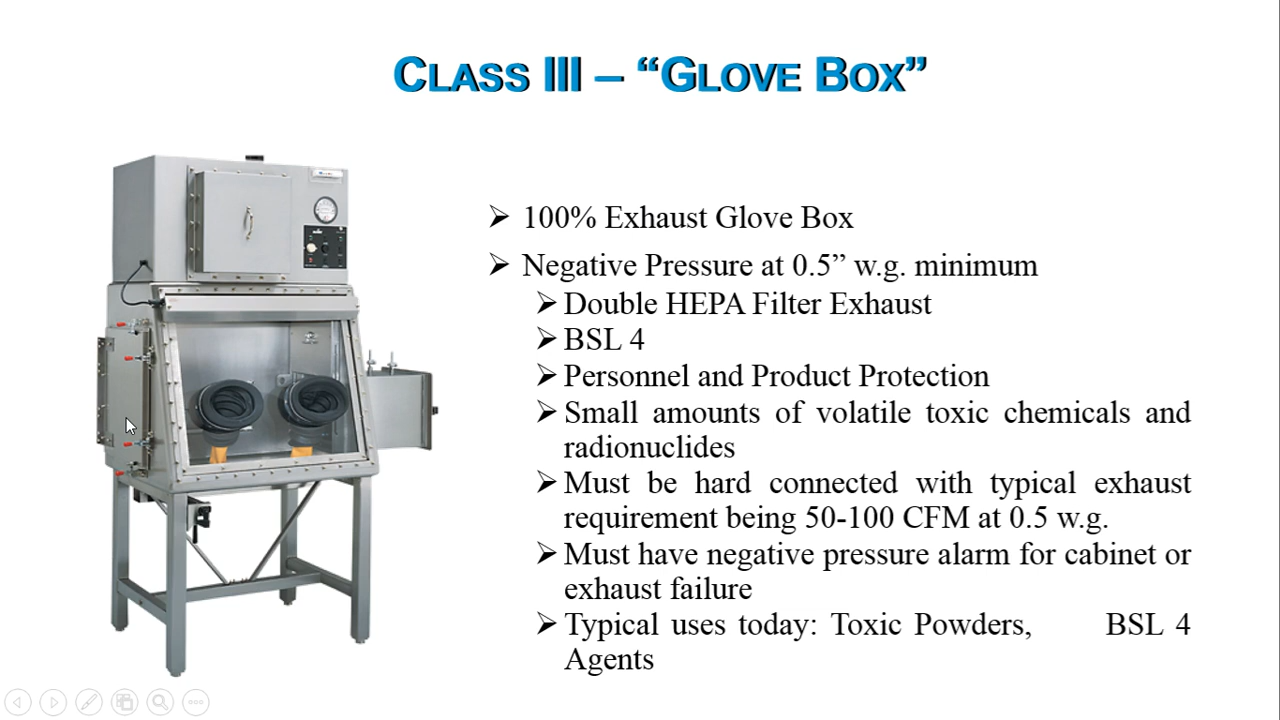 CLASS III – “GLOVE BOX”
➢ 100% Exhaust Glove Box
➢ Negative Pressure at 0.5” w.g. minimum
➢ Double HEPA Filter Exhaust
➢ BSL 4
➢ Personnel and Product Protection
➢ Small amounts of volatile toxic chemicals and
radionuclides
➢ Must be hard connected with typical exhaust
requirement being 50-100 CFM at 0.5 w.g.
➢ Must have negative pressure alarm for cabinet or
exhaust failure
➢ Typical uses today: Toxic Powders, BSL 4
Agents